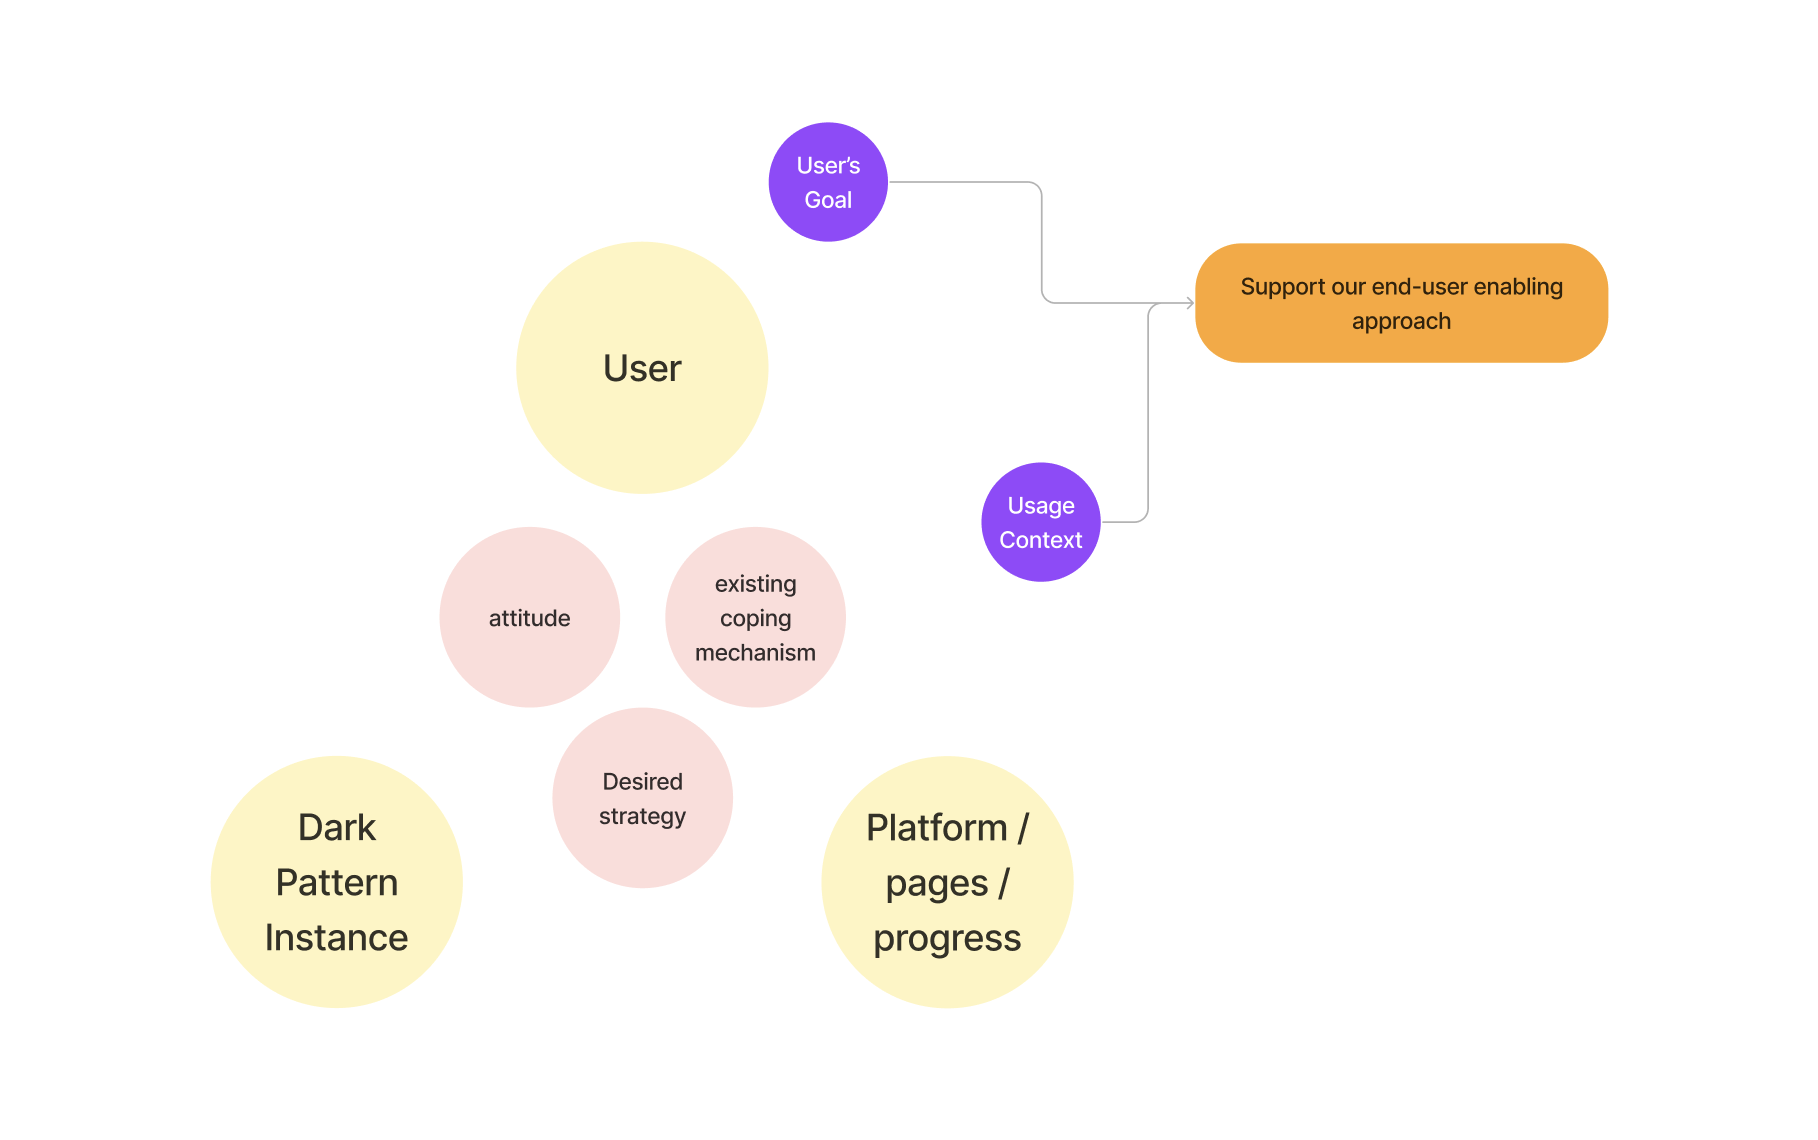 User’s
Goal
Support our end-user enabling
approach
User
Usage
Context
attitude
existing
coping
mechanism
Desired
strategy
Dark
Pattern
Instance
Platform /
pages /
progress